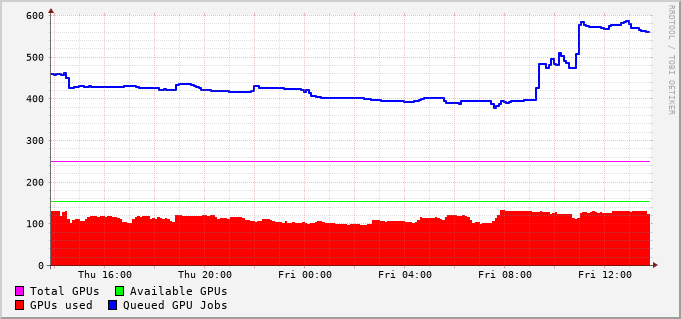 600
500
400
300
200
100
0
Thu 16:00 Thu 20:00 Fri 00:00 Fri 04:00 Fri 08:00 Fri 12:00
Total GPUs Available GPUs
GPUs used Queued GPU Jobs
RRDTOOL / TOBI OETIKER